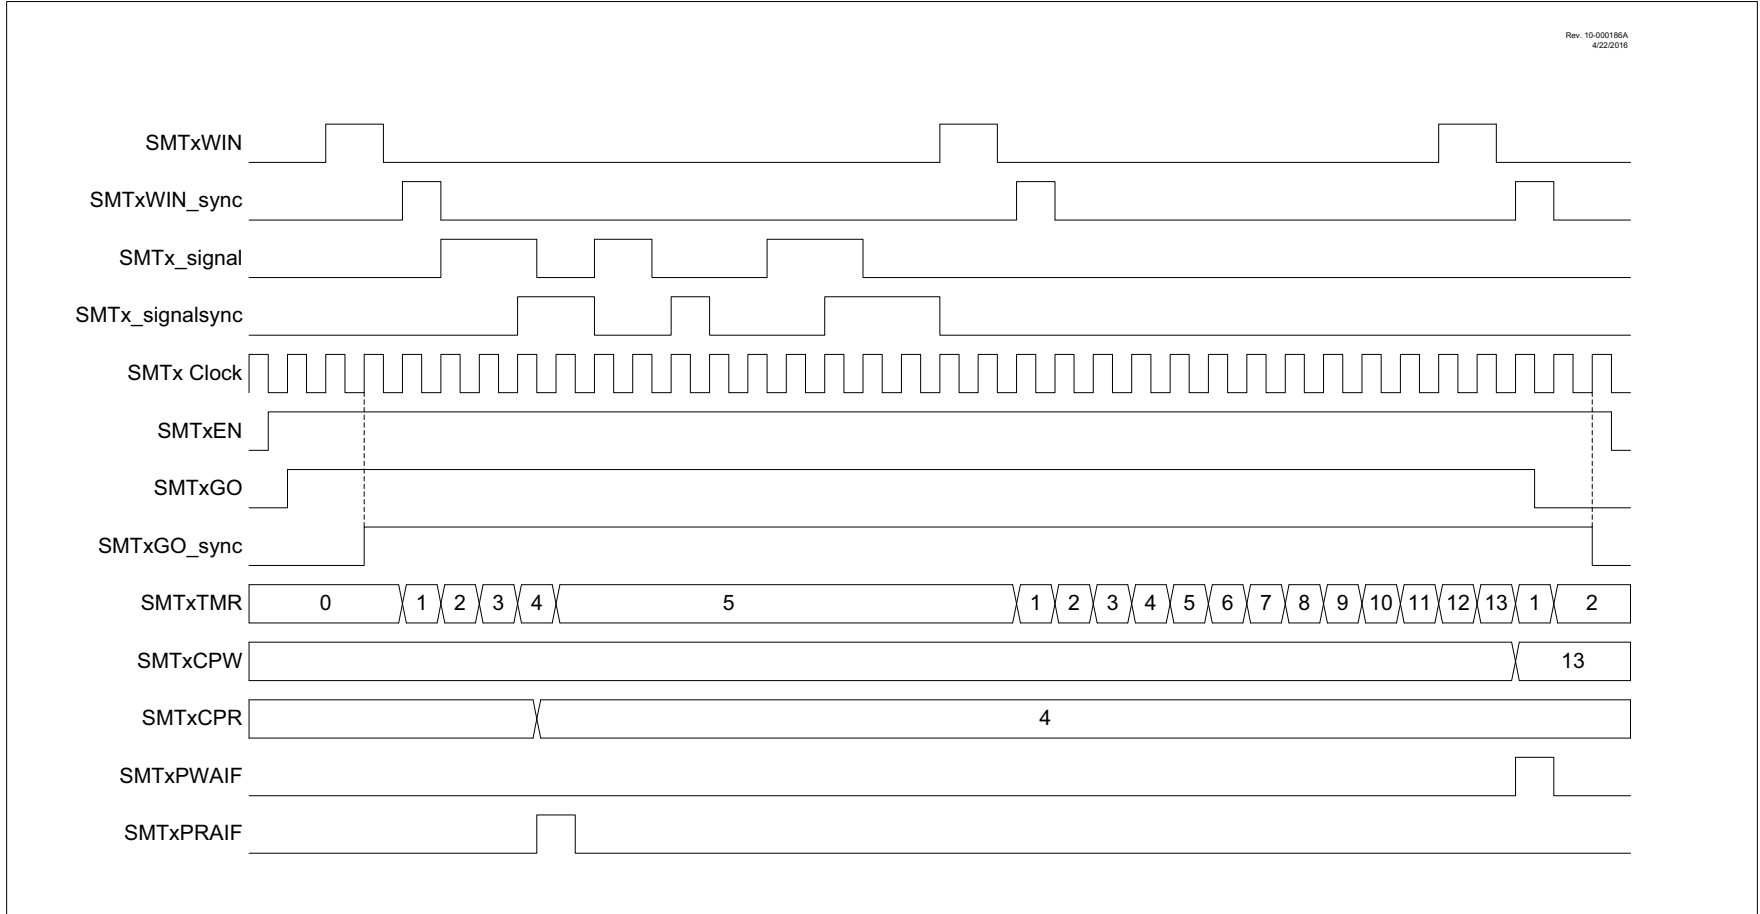 Rev. 10-000186A
4/22/2016
SMTxWIN
SMTxWIN_sync
SMTx_signal
SMTx_signalsync
SMTx Clock
SMTxEN
SMTxGO
SMTxGO_sync
SMTxTMR 0 1 2 3 4 5 1 2 3 4 5 6 7 8 9 10 11 12 13 1 2
SMTxCPW 13
SMTxCPR 4
SMTxPWAIF
SMTxPRAIF